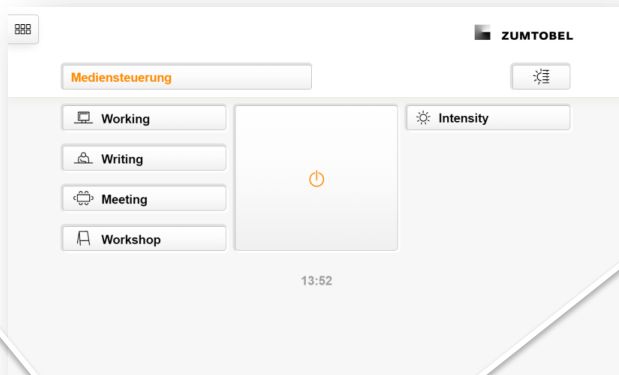 ZUMTOBEL
Mediensteuerung
Working
Intensity
Writing
Meeting
Workshop
13:52